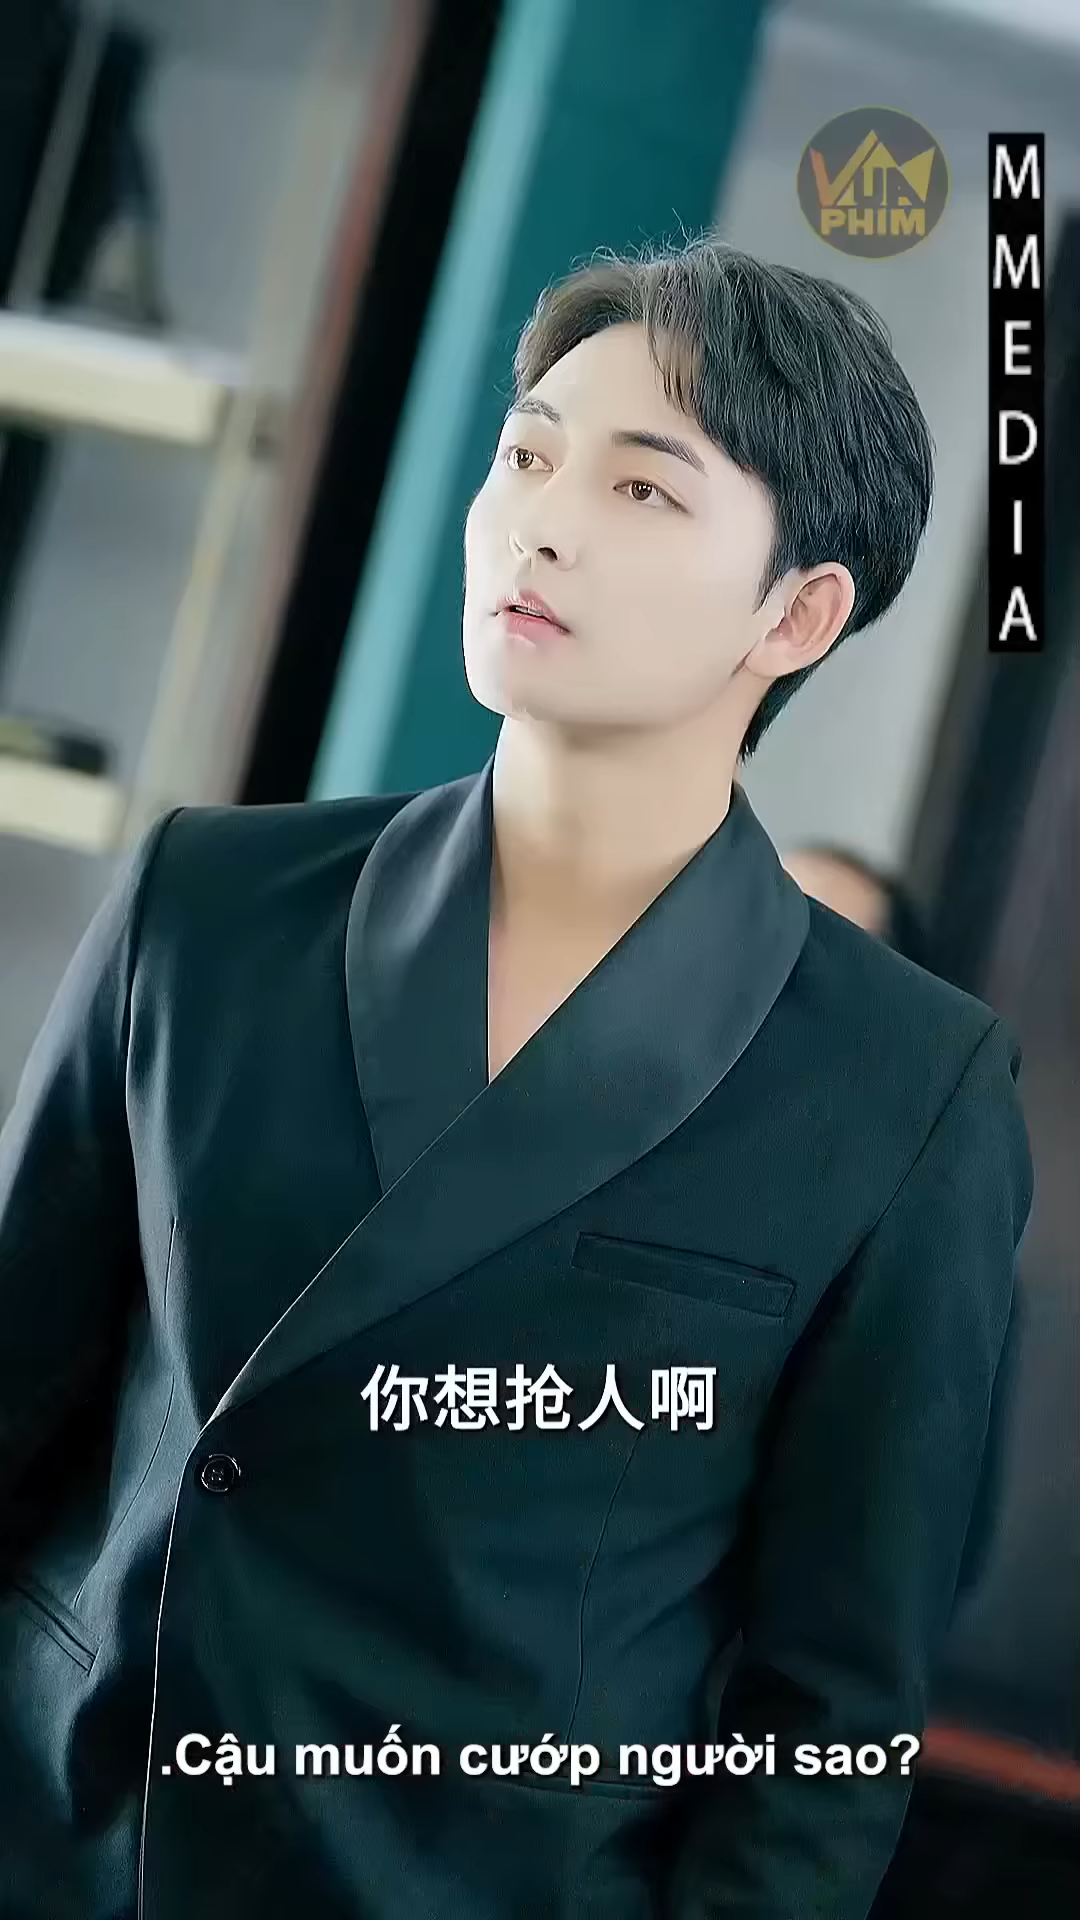 VUA
PHIM
MMEDIA
你想抢人啊
.Cậu muốn cướp người sao?